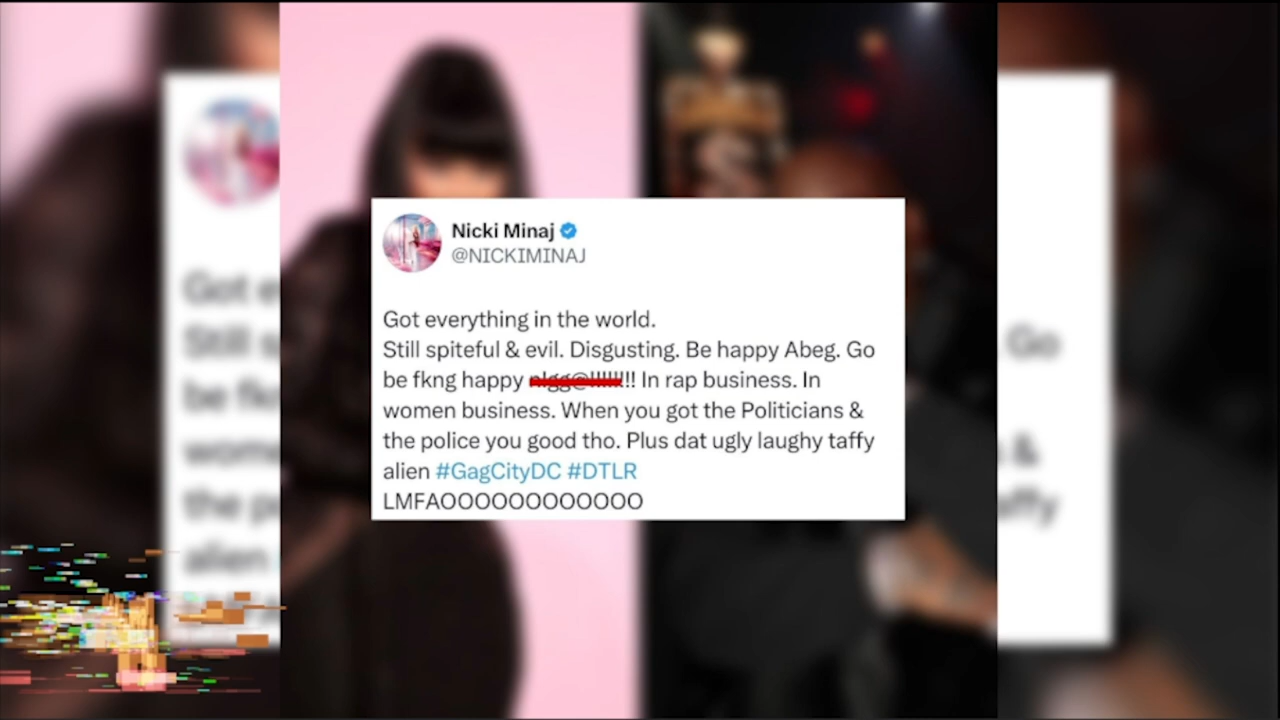 Nicki Minaj
@NICKIMINAJ
Got everything in the world.
Still spiteful & evil. Disgusting. Be happy Abeg. Go
be fkng happy n!gg@!!!!!!!! In rap business. In
women business. When you got the Politicians &
the police you good tho. Plus dat ugly laughy taffy
alien #GagCityDC #DTLR
LMFAOOOOOOOOOOOO